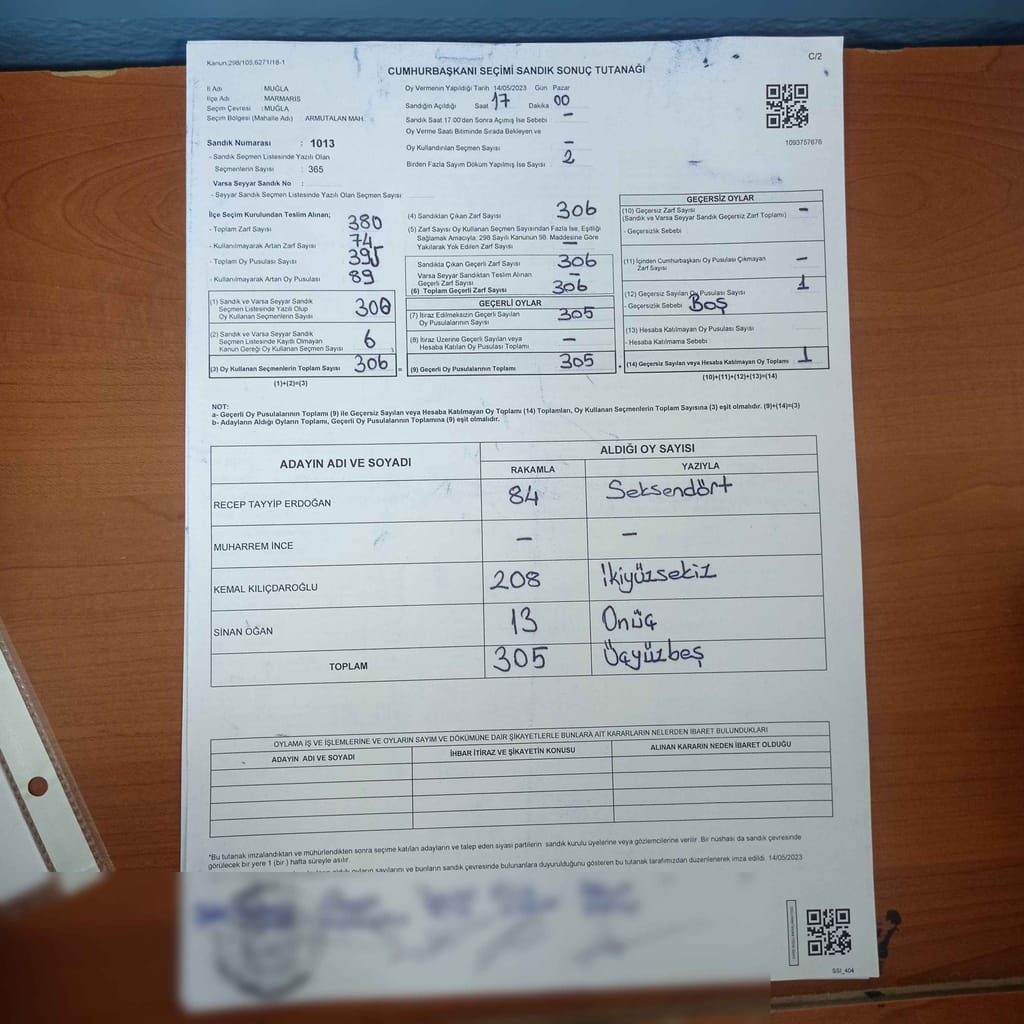 Kanun.298/105,6271/18-1
C/2
CUMHURBAŞKANI SEÇİMİ SANDIK SONUÇ TUTANAĞI
İl Adı : MUĞLA
İlçe Adı : MARMARİS
Seçim Çevresi : MUĞLA
Seçim Bölgesi (Mahalle Adı) : ARMUTALAN MAH.
Oy Vermenin Yapıldığı Tarih 14/05/2023 Gün Pazar
Sandığın Açıldığı Saat 17 Dakika 00
Sandık Saat 17:00'den Sonra Açılmış İse Sebebi –
Oy Verme Saati Bitiminde Sırada Bekleyen ve
Oy Kullandırılan Seçmen Sayısı –
Birden Fazla Sayım Döküm Yapılmış İse Sayısı 2
1093757676
Sandık Numarası : 1013
- Sandık Seçmen Listesinde Yazılı Olan
Seçmenlerin Sayısı : 365
Varsa Seyyar Sandık No :
- Seyyar Sandık Seçmen Listesinde Yazılı Olan Seçmen Sayısı
İlçe Seçim Kurulundan Teslim Alınan;
- Toplam Zarf Sayısı 380
- Kullanılmayarak Artan Zarf Sayısı 74
- Toplam Oy Pusulası Sayısı 395
- Kullanılmayarak Artan Oy Pusulası 89
(1) Sandık ve Varsa Seyyar Sandık
Seçmen Listesinde Yazılı Olup
Oy Kullanan Seçmenlerin Sayısı 300
(2) Sandık ve Varsa Seyyar Sandık
Seçmen Listesinde Kayıtlı Olmayan
Kanun Gereği Oy Kullanan Seçmen Sayısı 6
(3) Oy Kullanan Seçmenlerin Toplam Sayısı 306 =
(1)+(2)=(3)
(4) Sandıktan Çıkan Zarf Sayısı 306
(5) Zarf Sayısı Oy Kullanan Seçmen Sayısından Fazla İse, Eşitliği
Sağlamak Amacıyla; 298 Sayılı Kanunun 98. Maddesine Göre
Yakılarak Yok Edilen Zarf Sayısı –
Sandıkta Çıkan Geçerli Zarf Sayısı 306
Varsa Seyyar Sandıktan Teslim Alınan
Geçerli Zarf Sayısı –
(6) Toplam Geçerli Zarf Sayısı 306
GEÇERLİ OYLAR
(7) İtiraz Edilmeksizin Geçerli Sayılan
Oy Pusulalarının Sayısı 305
(8) İtiraz Üzerine Geçerli Sayılan veya
Hesaba Katılan Oy Pusulası Toplamı –
(9) Geçerli Oy Pusulalarının Toplamı 305 +
GEÇERSİZ OYLAR
(10) Geçersiz Zarf Sayısı
(Sandık ve Varsa Seyyar Sandık Geçersiz Zarf Toplamı) –
- Geçersizlik Sebebi
(11) İçinden Cumhurbaşkanı Oy Pusulası Çıkmayan
Zarf Sayısı –
(12) Geçersiz Sayılan Oy Pusulası Sayısı 1
- Geçersizlik Sebebi Boş
(13) Hesaba Katılmayan Oy Pusulası Sayısı
- Hesaba Katılmama Sebebi
(14) Geçersiz Sayılan veya Hesaba Katılmayan Oy Toplamı 1
(10)+(11)+(12)+(13)=(14)
NOT:
a- Geçerli Oy Pusulalarının Toplamı (9) ile Geçersiz Sayılan veya Hesaba Katılmayan Oy Toplamı (14) Toplamları, Oy Kullanan Seçmenlerin Toplam Sayısına (3) eşit olmalıdır. (9)+(14)=(3)
b- Adayların Aldığı Oyların Toplamı, Geçerli Oy Pusulalarının Toplamına (9) eşit olmalıdır.
ADAYIN ADI VE SOYADI ALDIĞI OY SAYISI
RAKAMLA YAZIYLA
RECEP TAYYİP ERDOĞAN 84 Seksendört
MUHARREM İNCE – –
KEMAL KILIÇDAROĞLU 208 İkiyüzsekiz
SİNAN OĞAN 13 Onüç
TOPLAM 305 Üçyüzbeş
OYLAMA İŞ VE İŞLEMLERİNE VE OYLARIN SAYIM VE DÖKÜMÜNE DAİR ŞİKAYETLERLE BUNLARA AİT KARARLARIN NELERDEN İBARET BULUNDUKLARI
ADAYIN ADI VE SOYADI İHBAR İTİRAZ VE ŞİKAYETİN KONUSU ALINAN KARARIN NEDEN İBARET OLDUĞU
*Bu tutanak imzalandıktan ve mühürlendikten sonra seçime katılan adayların ve talep eden siyasi partilerin sandık kurulu üyelerine veya gözlemcilerine verilir. Bir nüshası da sandık çevresinde
görülecek bir yere 1 (bir) hafta süreyle asılır.
aldığı oyların sayılarını ve bunların sandık çevresinde bulunanlara duyurulduğunu gösteren bu tutanak tarafımızdan düzenlenerek imza edildi. 14/05/2023
SSI_404